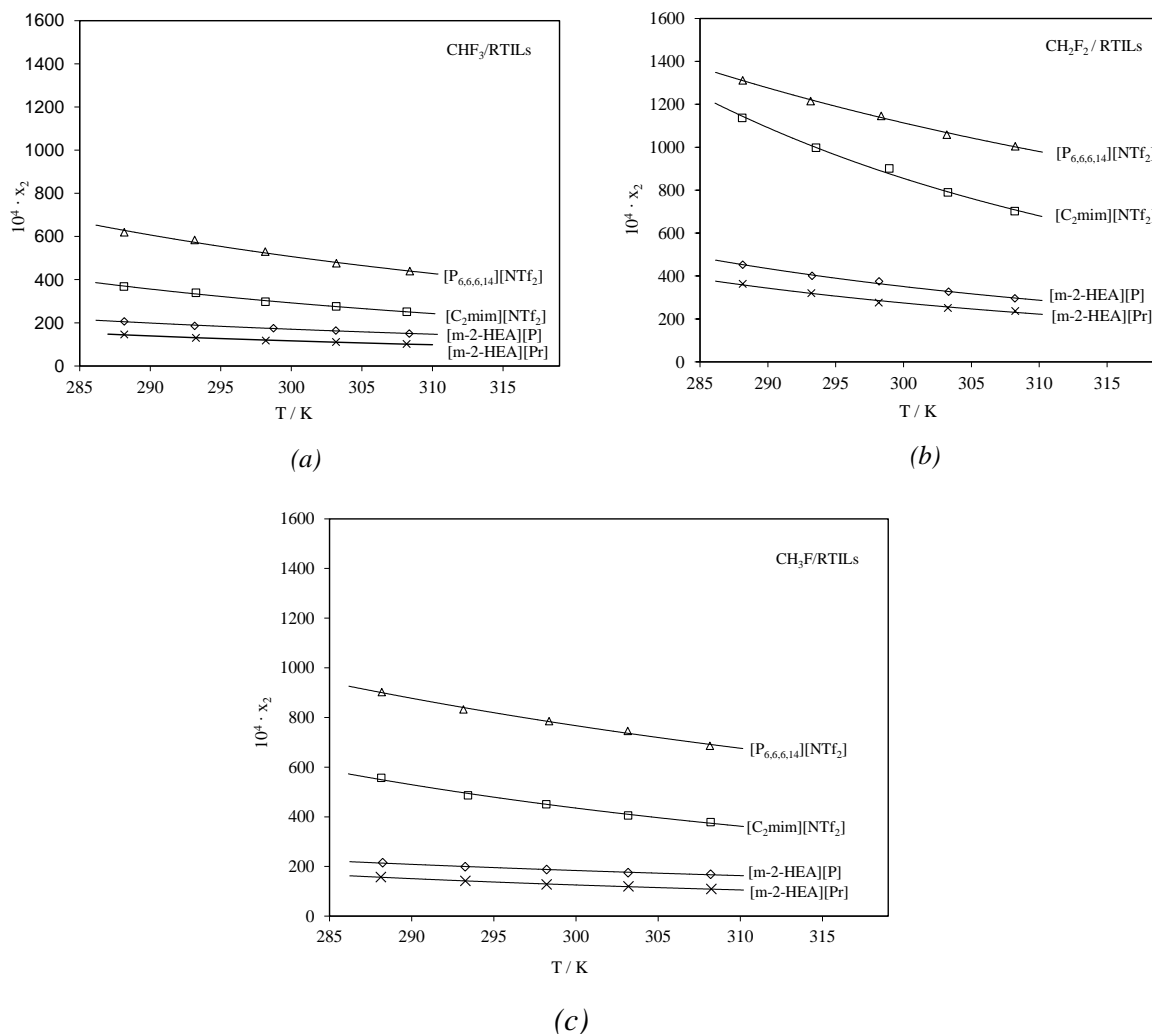 CHF₃/RTILs
1600
1400
1200
1000
800
600
400
200
0
10⁴ · x₂
[P₆,₆,₆,₁₄][NTf₂]
[C₂mim][NTf₂]
[m-2-HEA][P]
[m-2-HEA][Pr]
285 290 295 300 305 310 315
T / K
(a)
CH₂F₂ / RTILs
1600
1400
1200
1000
800
600
400
200
0
10⁴ · x₂
[P₆,₆,₆,₁₄][NTf₂
[C₂mim][NTf₂
[m-2-HEA][P]
[m-2-HEA][Pr]
285 290 295 300 305 310 315
T / K
(b)
CH₃F/RTILs
1600
1400
1200
1000
800
600
400
200
0
10⁴ · x₂
[P₆,₆,₆,₁₄][NTf₂]
[C₂mim][NTf₂]
[m-2-HEA][P]
[m-2-HEA][Pr]
285 290 295 300 305 310 315
T / K
(c)